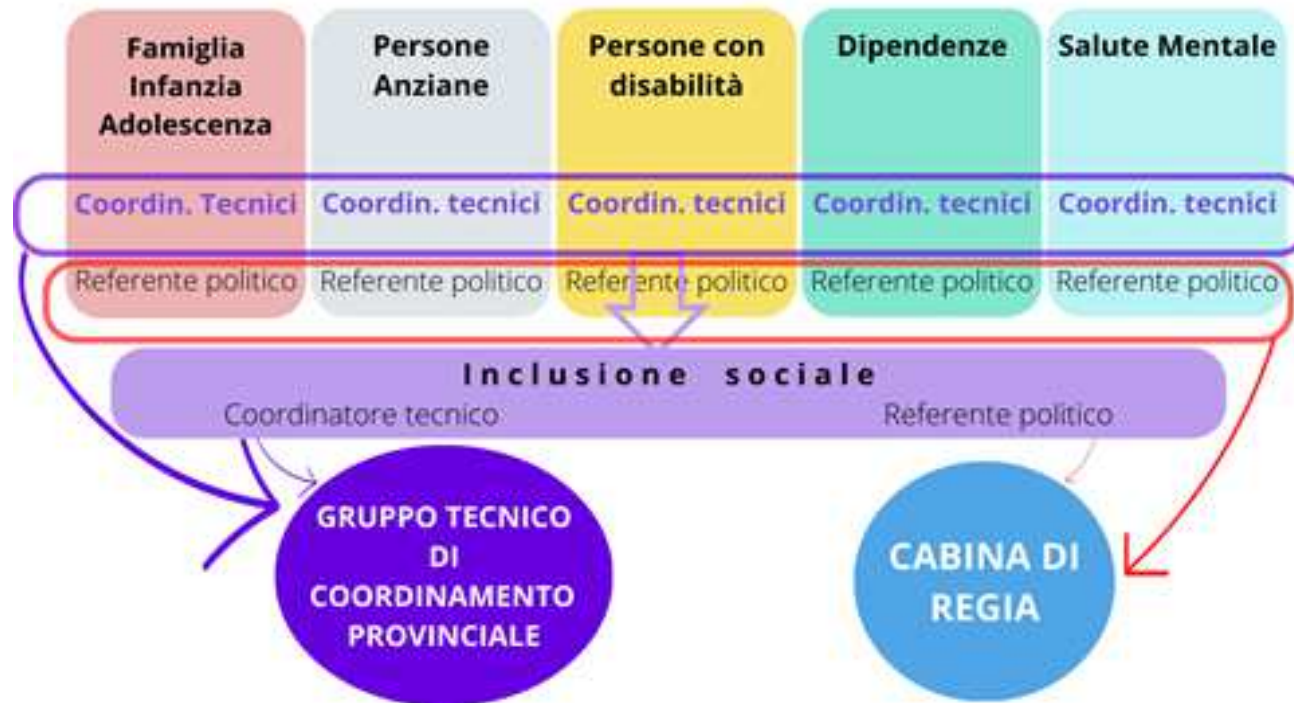 Famiglia
Infanzia
Adolescenza
Persone
Anziane
Persone con
disabilità
Dipendenze
Salute Mentale
Coordin. Tecnici
Coordin. tecnici
Coordin. tecnici
Coordin. tecnici
Coordin. tecnici
Referente politico
Referente politico
Referente politico
Referente politico
Referente politico
Inclusione sociale
Coordinatore tecnico
Referente politico
GRUPPO TECNICO
DI
COORDINAMENTO
PROVINCIALE
CABINA DI
REGIA